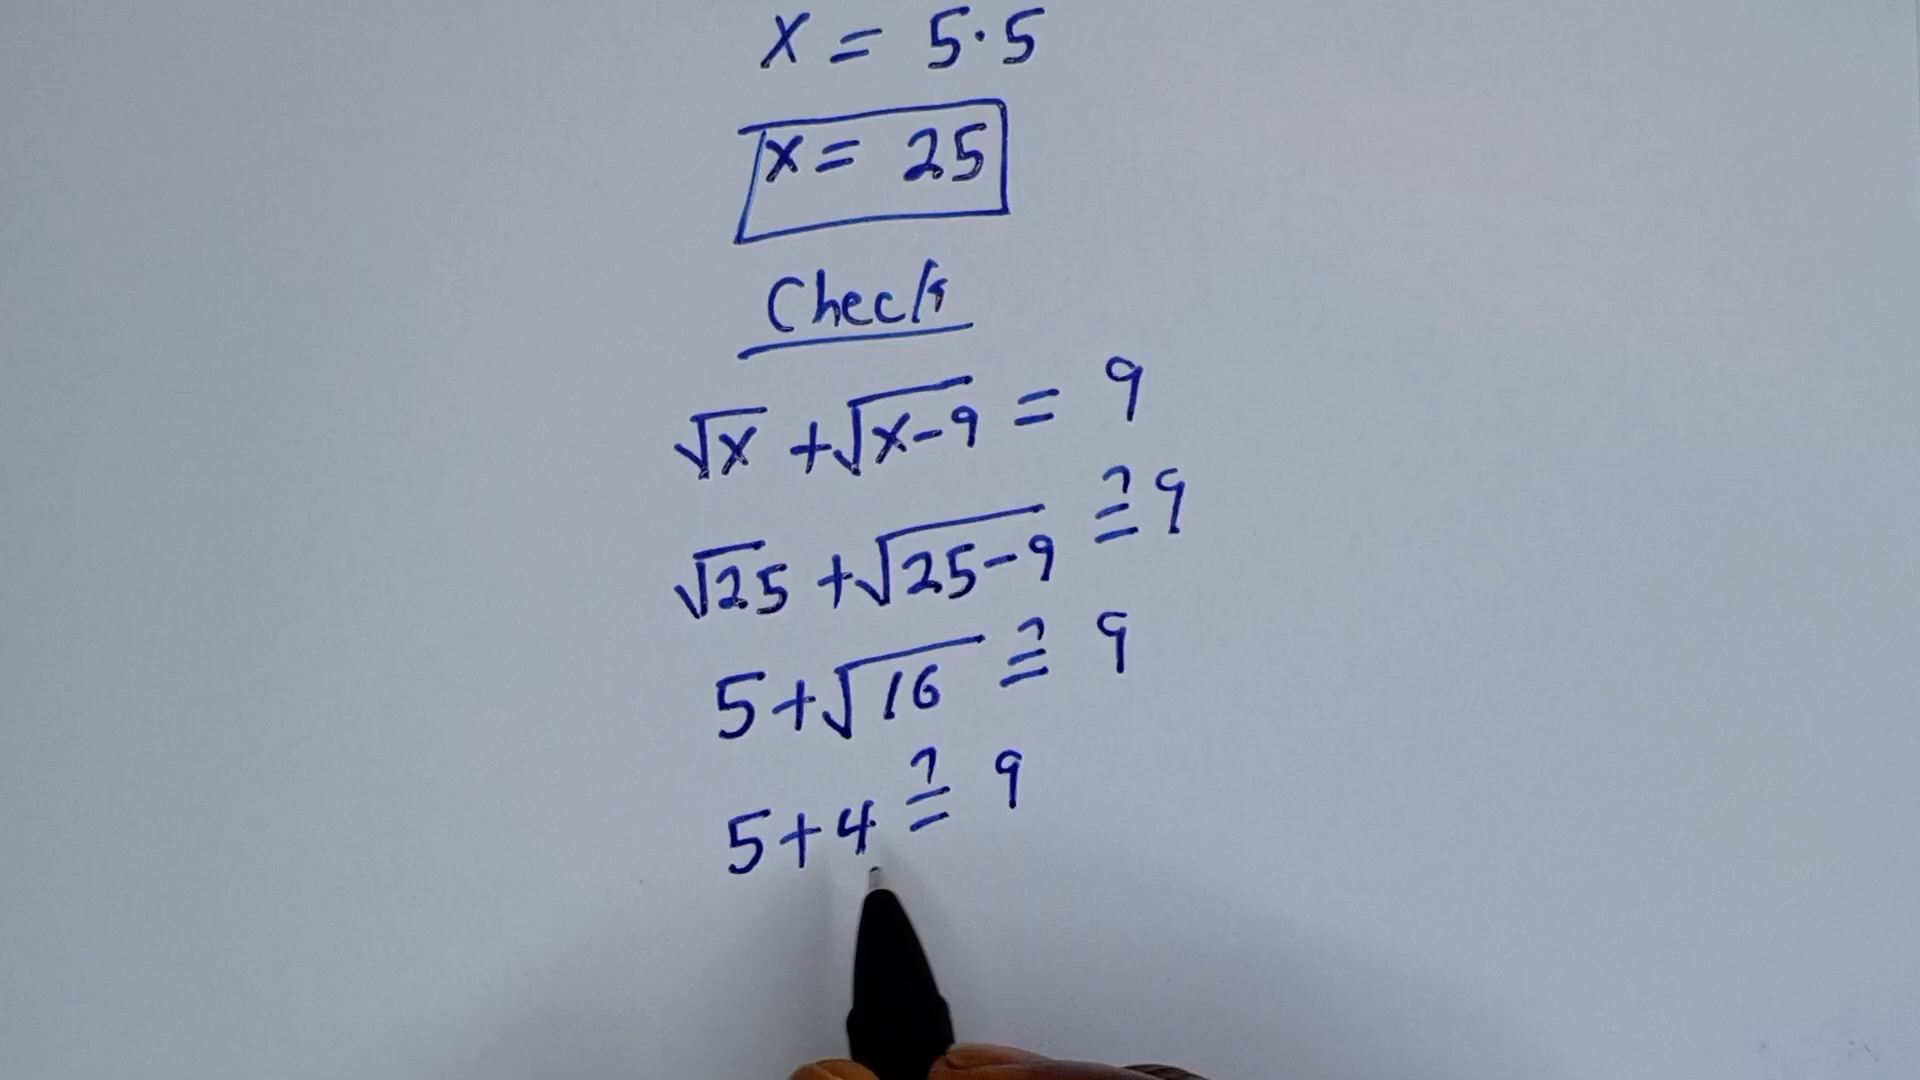 x = 5·5
x = 25
Check
√x + √x-9 = 9
√25 + √25-9 ≟ 9
5+√16 ≟ 9
5+4 ≟ 9